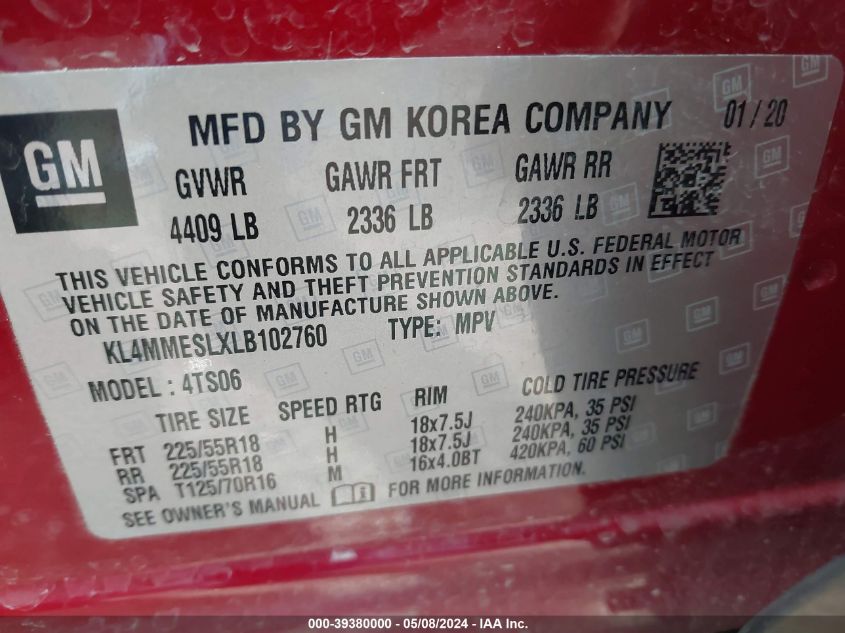 GM
MFD BY GM KOREA COMPANY 01/20
GVWR GAWR FRT GAWR RR
4409 LB 2336 LB 2336 LB
THIS VEHICLE CONFORMS TO ALL APPLICABLE U.S. FEDERAL MOTOR
VEHICLE SAFETY AND THEFT PREVENTION STANDARDS IN EFFECT
ON THE DATE OF MANUFACTURE SHOWN ABOVE.
KL4MMESLXLB102760 TYPE: MPV
MODEL: 4TS06
TIRE SIZE SPEED RTG RIM COLD TIRE PRESSURE
FRT 225/55R18 H 18x7.5J 240KPA, 35 PSI
RR 225/55R18 H 18x7.5J 240KPA, 35 PSI
SPA T125/70R16 M 16x4.0BT 420KPA, 60 PSI
SEE OWNER'S MANUAL FOR MORE INFORMATION.
000-39380000 - 05/08/2024 - IAA Inc.